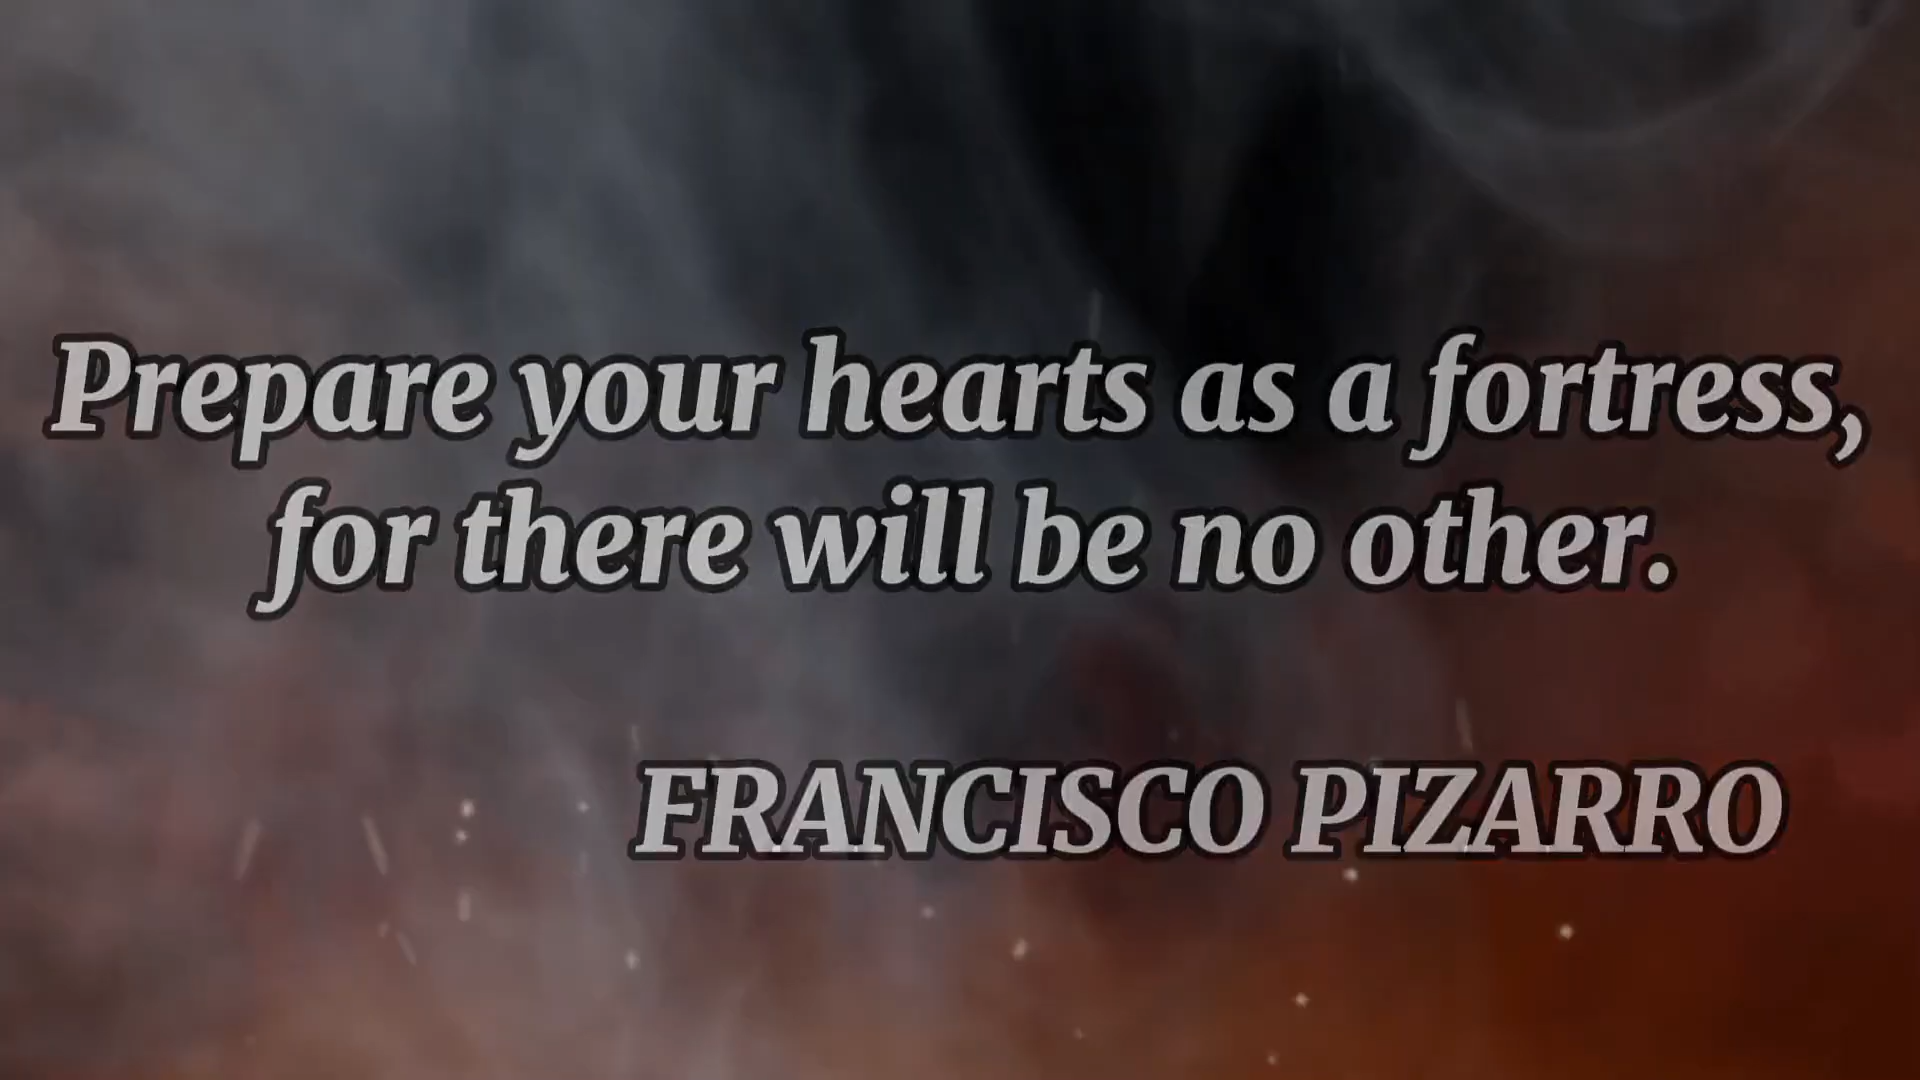 Prepare your hearts as a fortress,
for there will be no other.
FRANCISCO PIZARRO